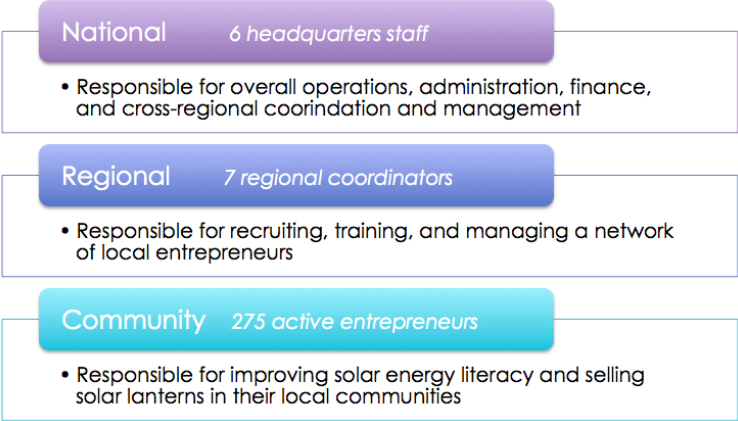 National 6 headquarters staff
• Responsible for overall operations, administration, finance,
and cross-regional coorindation and management
Regional 7 regional coordinators
• Responsible for recruiting, training, and managing a network
of local entrepreneurs
Community 275 active entrepreneurs
• Responsible for improving solar energy literacy and selling
solar lanterns in their local communities